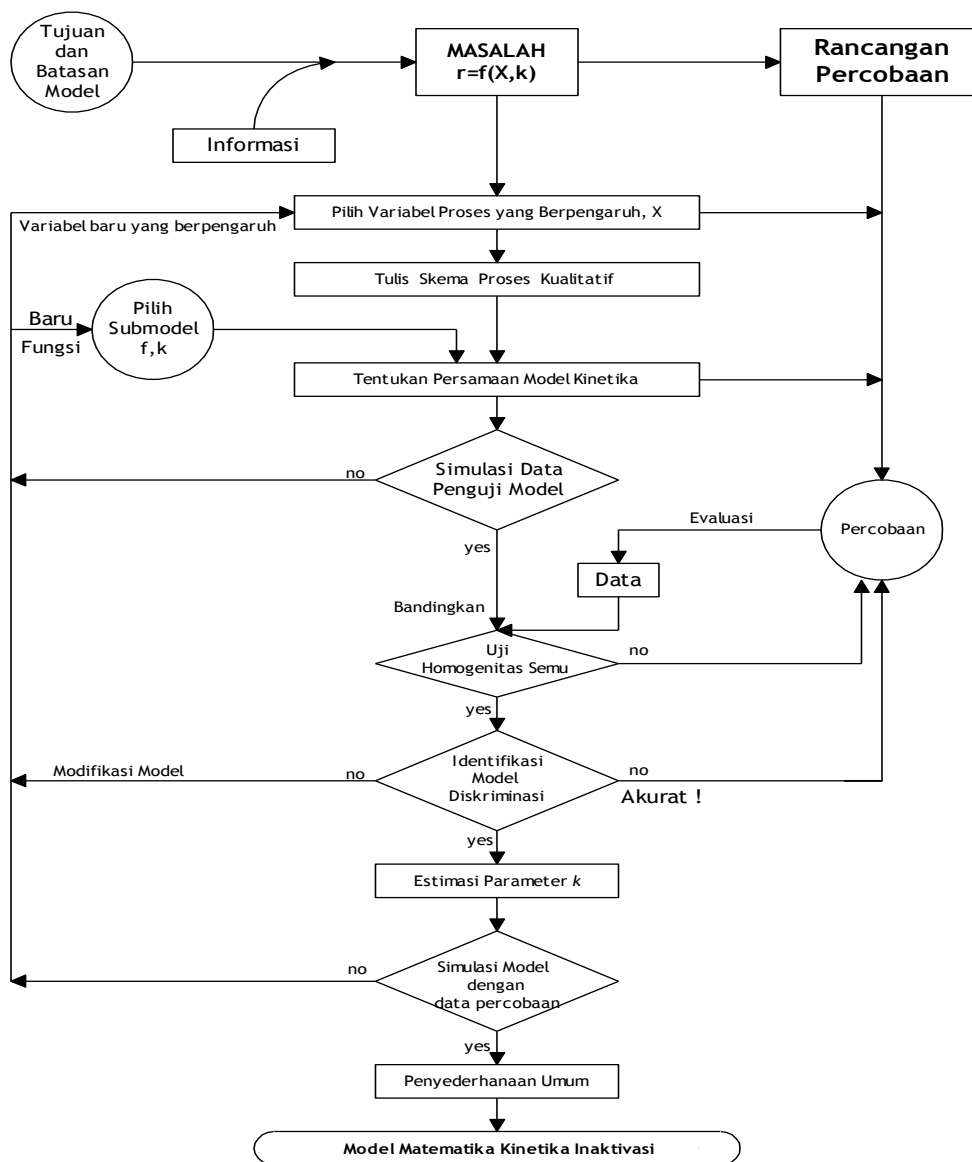 Tujuan
dan
Batasan
Model
MASALAH
r=f(X,k)
Rancangan
Percobaan
Informasi
Pilih Variabel Proses yang Berpengaruh, X
Variabel baru yang berpengaruh
Tulis Skema Proses Kualitatif
Baru
Fungsi
Pilih
Submodel
f,k
Tentukan Persamaan Model Kinetika
Simulasi Data
Penguji Model
no
yes
Evaluasi
Percobaan
Data
Bandingkan
Uji
Homogenitas Semu
no
yes
Modifikasi Model
no
Identifikasi
Model
Diskriminasi
no
Akurat !
yes
Estimasi Parameter k
no
Simulasi Model
dengan
data percobaan
yes
Penyederhanaan Umum
Model Matematika Kinetika Inaktivasi